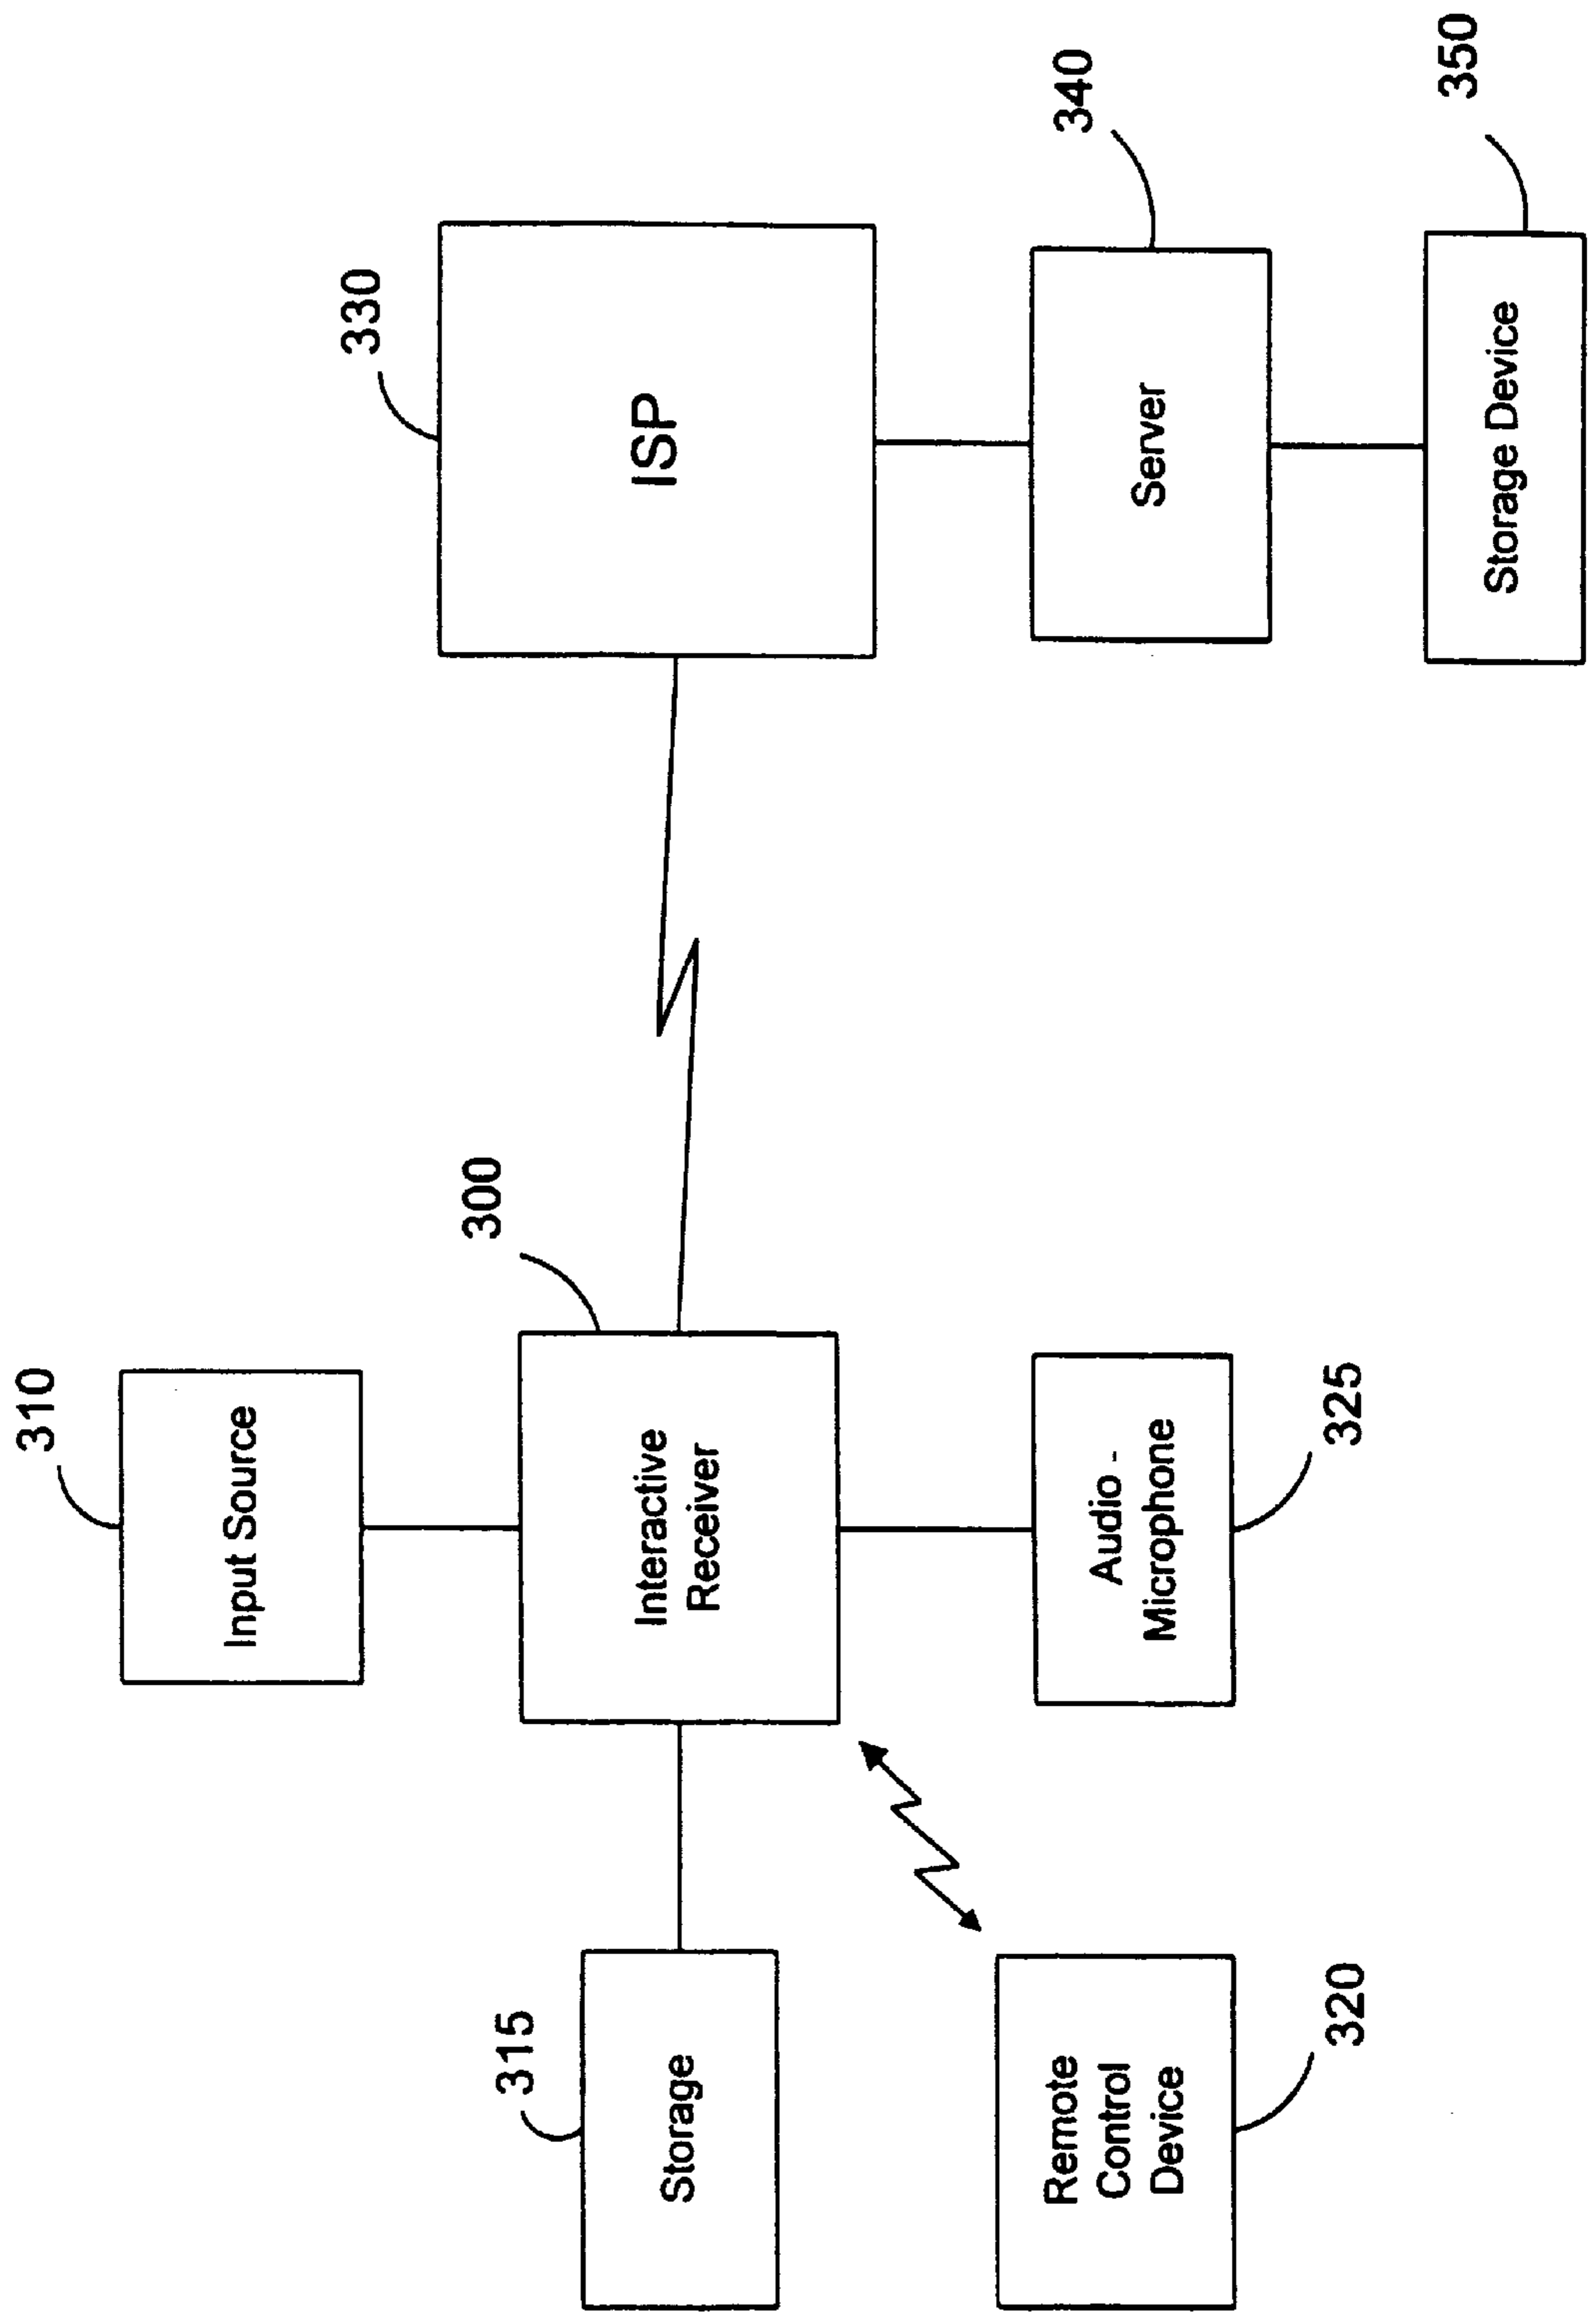 310
Input Source
300
Interactive
Receiver
315
Storage
Remote
Control
Device
320
Audio -
Microphone
325
330
ISP
340
Server
350
Storage Device